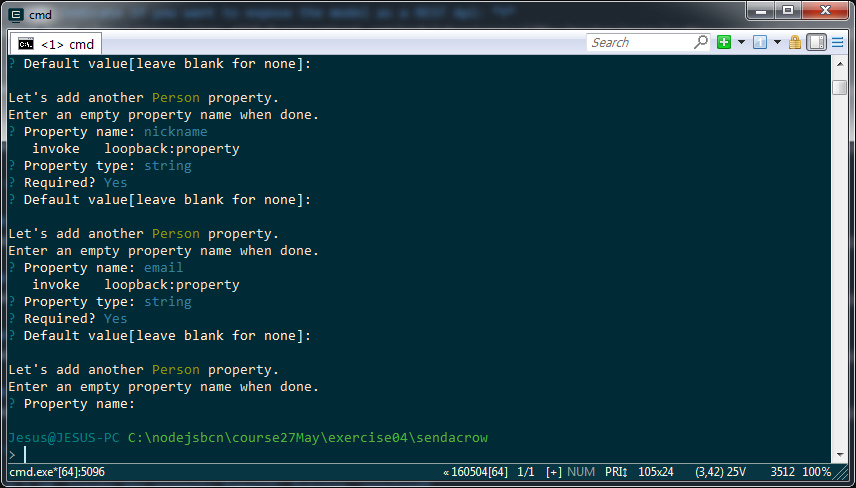 cmd
<1> cmd
Search
? Default value[leave blank for none]:
Let's add another Person property.
Enter an empty property name when done.
? Property name: nickname
invoke   loopback:property
? Property type: string
? Required? Yes
? Default value[leave blank for none]:
Let's add another Person property.
Enter an empty property name when done.
? Property name: email
invoke   loopback:property
? Property type: string
? Required? Yes
? Default value[leave blank for none]:
Let's add another Person property.
Enter an empty property name when done.
? Property name:
Jesus@JESUS-PC C:\nodejsbcn\course27May\exercise04\sendacrow
>
cmd.exe*[64]:5096 « 160504[64] 1/1 [+] NUM PRI↕ 105x24 (3,42) 25V 3512 100%